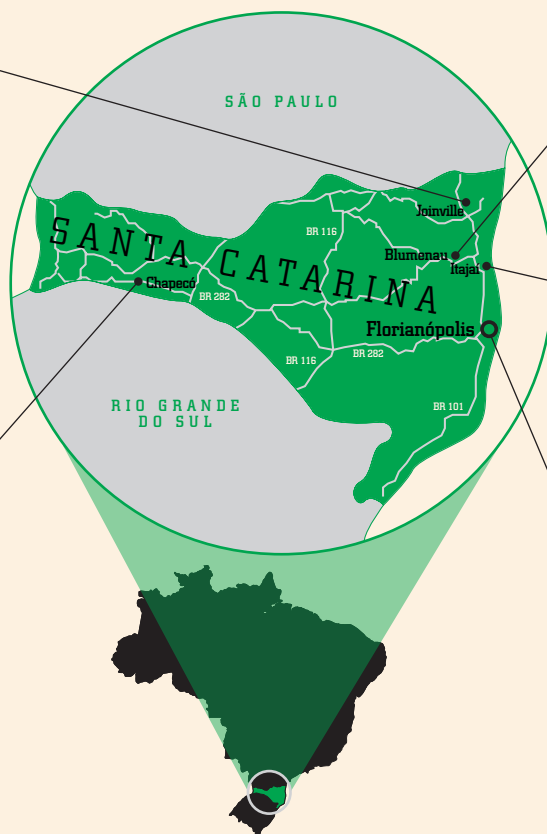 SÃO PAULO
Joinville
SANTA CATARINA
BR 116
Blumenau
Itajaí
Chapecó
BR 282
Florianópolis
BR 116
BR 282
RIO GRANDE
DO SUL
BR 101